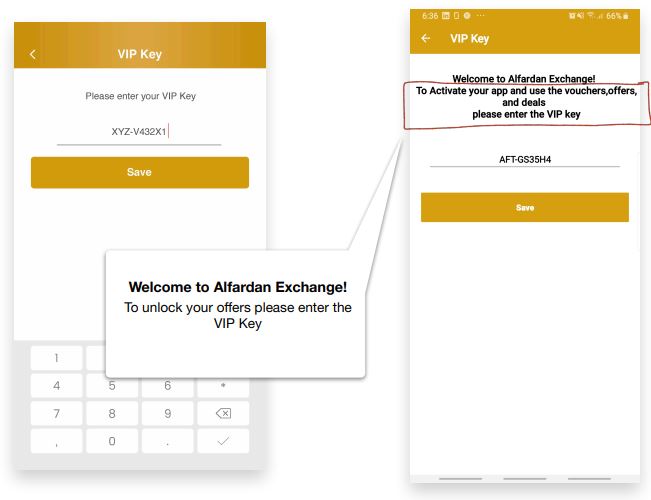 VIP Key
Please enter your VIP Key
XYZ-V432X1
Save
1
4 5 6 *
7 8 9
, 0 .
Welcome to Alfardan Exchange!
To unlock your offers please enter the
VIP Key
6:36 66%
VIP Key
Welcome to Alfardan Exchange!
To Activate your app and use the vouchers,offers,
and deals
please enter the VIP key
AFT-GS35H4
Save